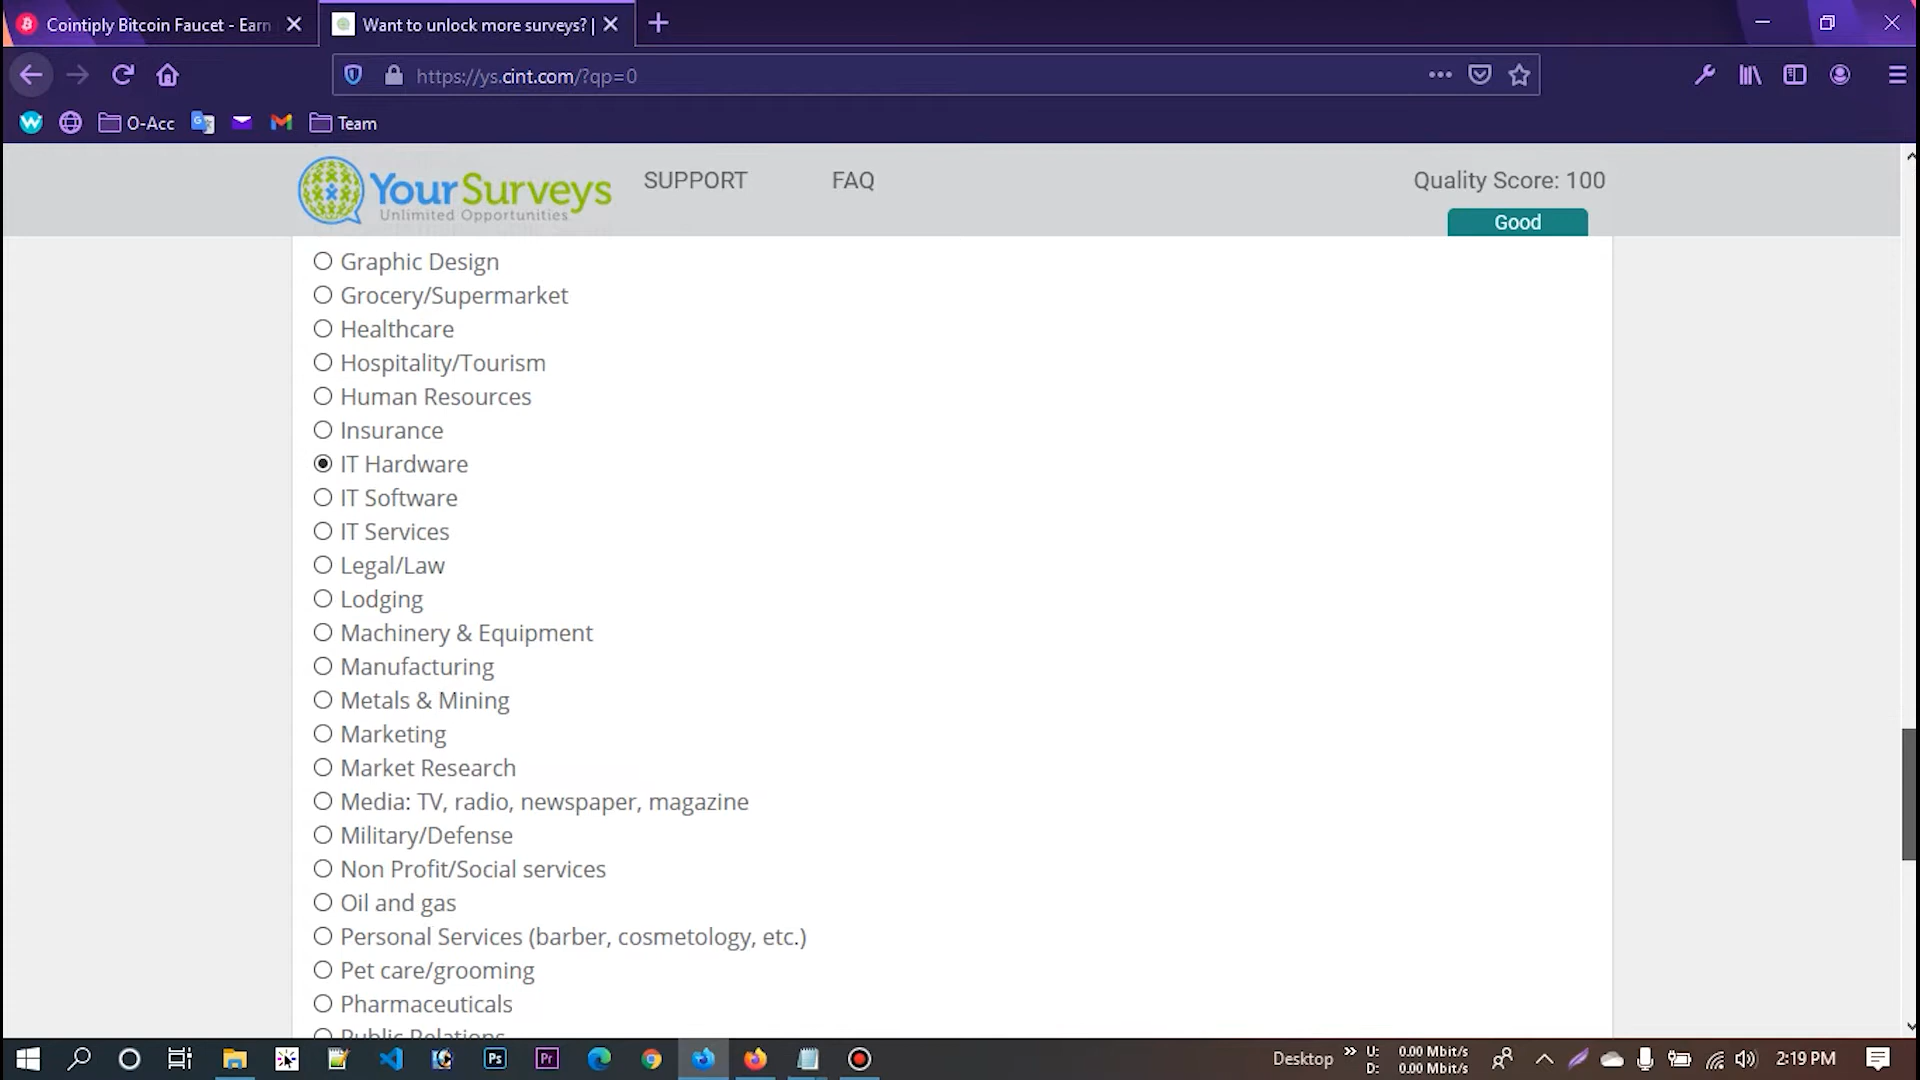 Cointiply Bitcoin Faucet - Earn
Want to unlock more surveys? |
https://ys.cint.com/?qp=0
O-Acc
Team
YourSurveys
Unlimited Opportunities
SUPPORT
FAQ
Quality Score: 100
Good
Graphic Design
Grocery/Supermarket
Healthcare
Hospitality/Tourism
Human Resources
Insurance
IT Hardware
IT Software
IT Services
Legal/Law
Lodging
Machinery & Equipment
Manufacturing
Metals & Mining
Marketing
Market Research
Media: TV, radio, newspaper, magazine
Military/Defense
Non Profit/Social services
Oil and gas
Personal Services (barber, cosmetology, etc.)
Pet care/grooming
Pharmaceuticals
Public Relations
Ps
Pr
Desktop
U: 0.00 Mbit/s
D: 0.00 Mbit/s
2:19 PM